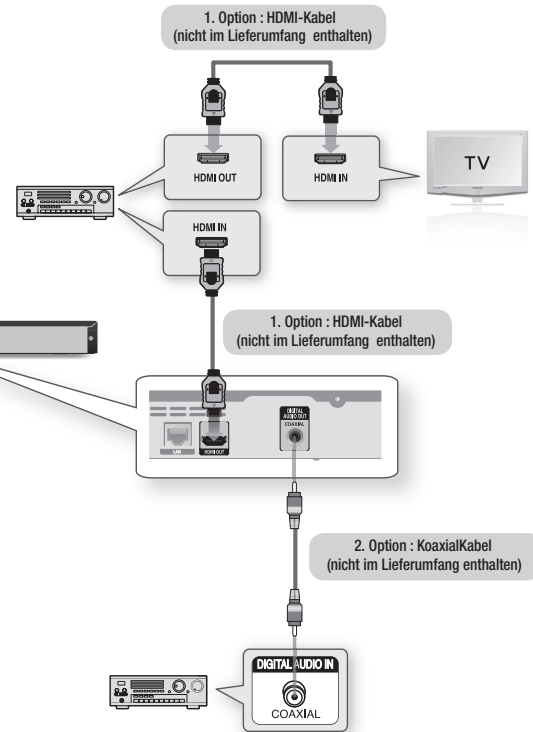 1. Option : HDMI-Kabel
(nicht im Lieferumfang enthalten)
HDMI OUT
HDMI IN
TV
HDMI IN
1. Option : HDMI-Kabel
(nicht im Lieferumfang enthalten)
DIGITAL
AUDIO OUT
COAXIAL
LAN
HDMI OUT
2. Option : KoaxialKabel
(nicht im Lieferumfang enthalten)
DIGITAL AUDIO IN
COAXIAL